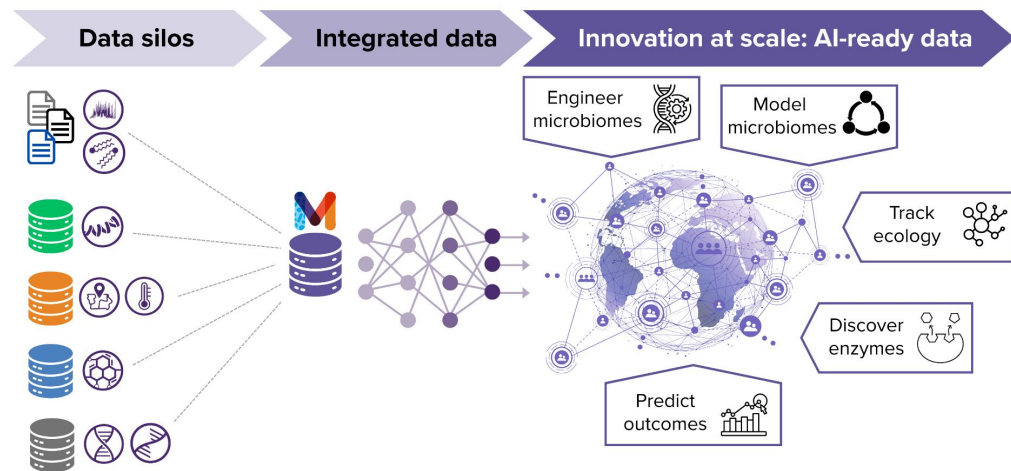 Data silos
Integrated data
Innovation at scale: AI-ready data
Engineer
microbiomes
Model
microbiomes
M
Track
ecology
Discover
enzymes
Predict
outcomes